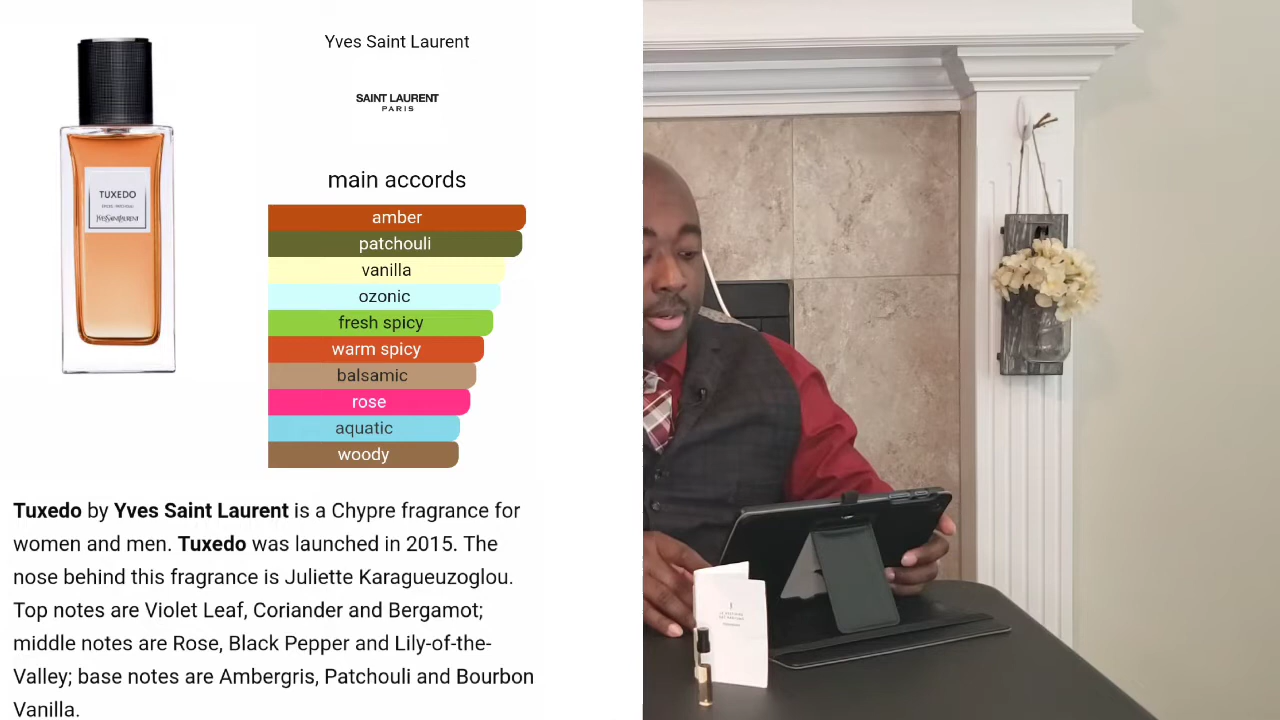 Yves Saint Laurent
SAINT LAURENT
PARIS
TUXEDO
YVESSAINTLAURENT
main accords
amber
patchouli
vanilla
ozonic
fresh spicy
warm spicy
balsamic
rose
aquatic
woody
Tuxedo by Yves Saint Laurent is a Chypre fragrance for
women and men. Tuxedo was launched in 2015. The
nose behind this fragrance is Juliette Karagueuzoglou.
Top notes are Violet Leaf, Coriander and Bergamot;
middle notes are Rose, Black Pepper and Lily-of-the-
Valley; base notes are Ambergris, Patchouli and Bourbon
Vanilla.